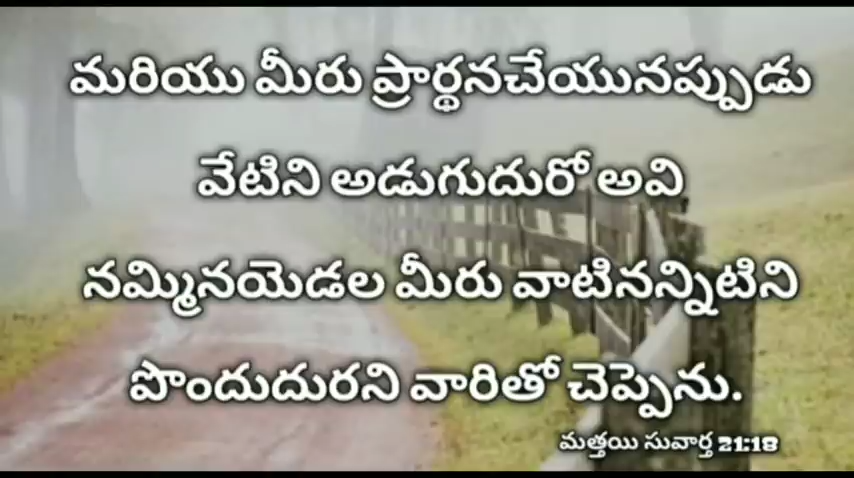 మరియు మీరు ప్రార్థనచేయునప్పుడు
వేటిని అడుగుదురో అవి
నమ్మినయెడల మీరు వాటినన్నిటిని
పొందుదురని వారితో చెప్పెను.
మత్తయి సువార్త 21:18